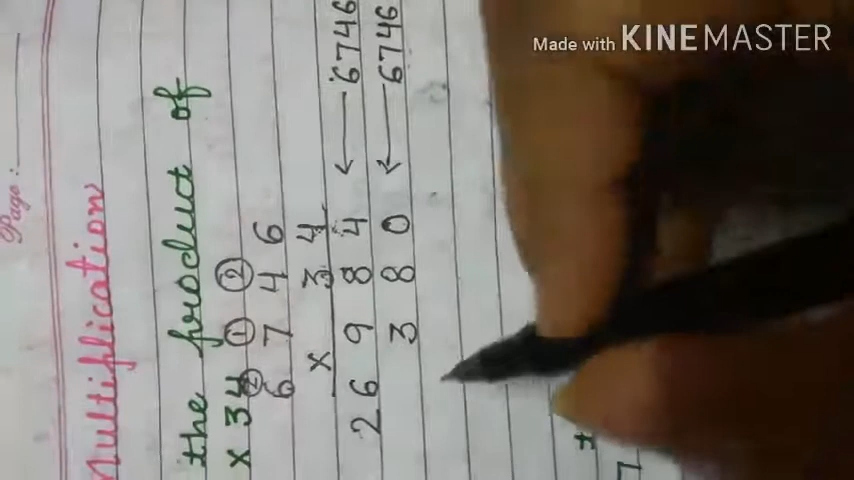 Made with KINEMASTER
Page :
Multiplication
the product of
x 34
② ① ②
6 7 4 6
x 3 4
2 6 9 8 4 ← 6746
3 8 0 ← 6746